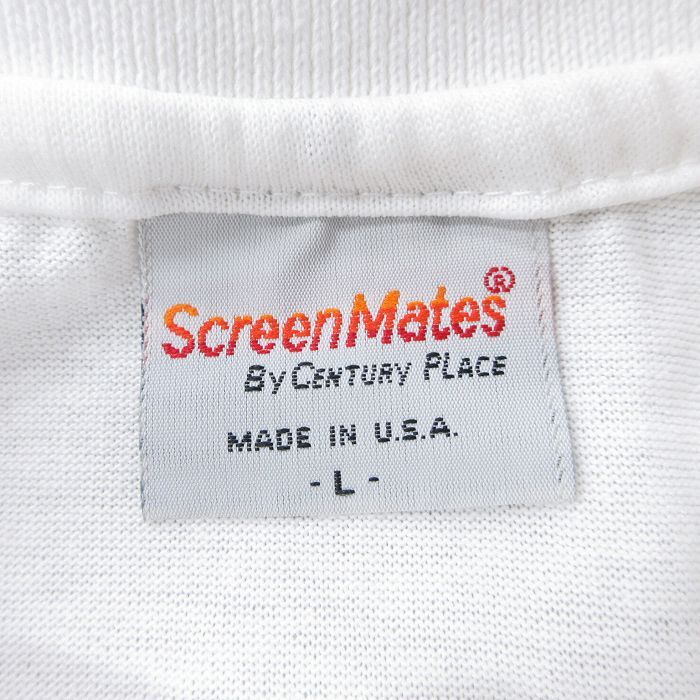 ScreenMates®
By Century Place
MADE IN U.S.A.
- L -